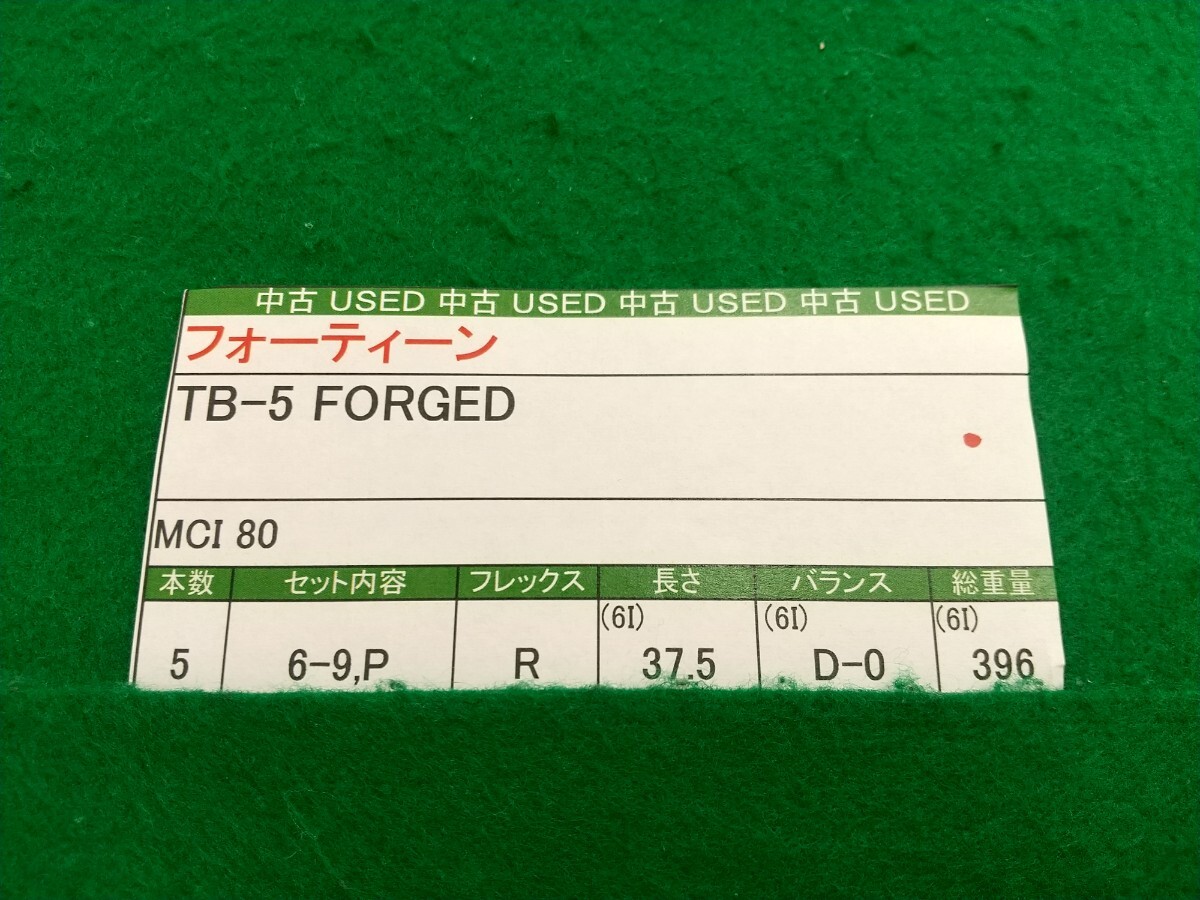 中古 USED 中古 USED 中古 USED 中古 USED
フォーティーン
TB-5 FORGED
MCI 80
本数 セット内容 フレックス 長さ バランス 総重量
(6I) (6I) (6I)
5 6-9,P R 37.5 D-0 396